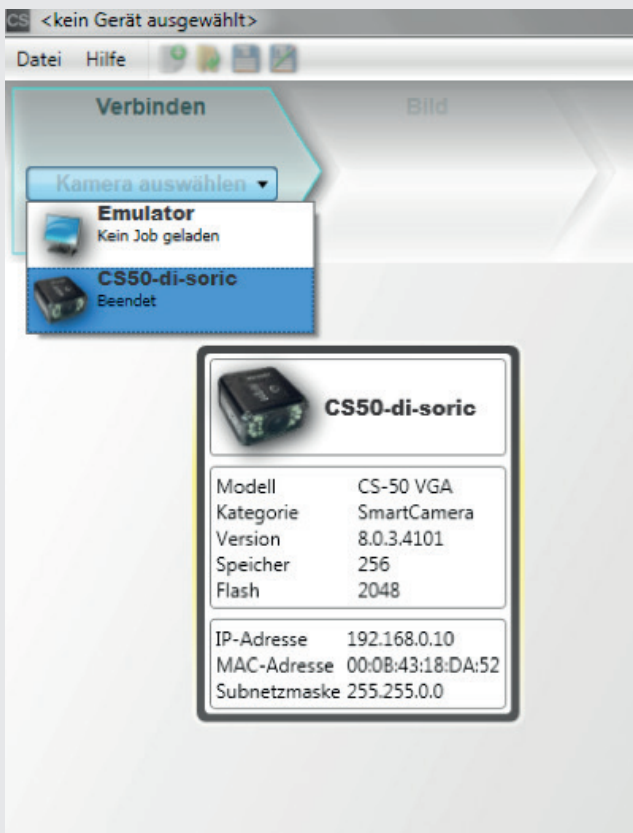 CS <kein Gerät ausgewählt>
Datei Hilfe
Verbinden Bild
Kamera auswählen
Emulator
Kein Job geladen
CS50-di-soric
Beendet
CS50-di-soric
Modell CS-50 VGA
Kategorie SmartCamera
Version 8.0.3.4101
Speicher 256
Flash 2048
IP-Adresse 192.168.0.10
MAC-Adresse 00:0B:43:18:DA:52
Subnetzmaske 255.255.0.0